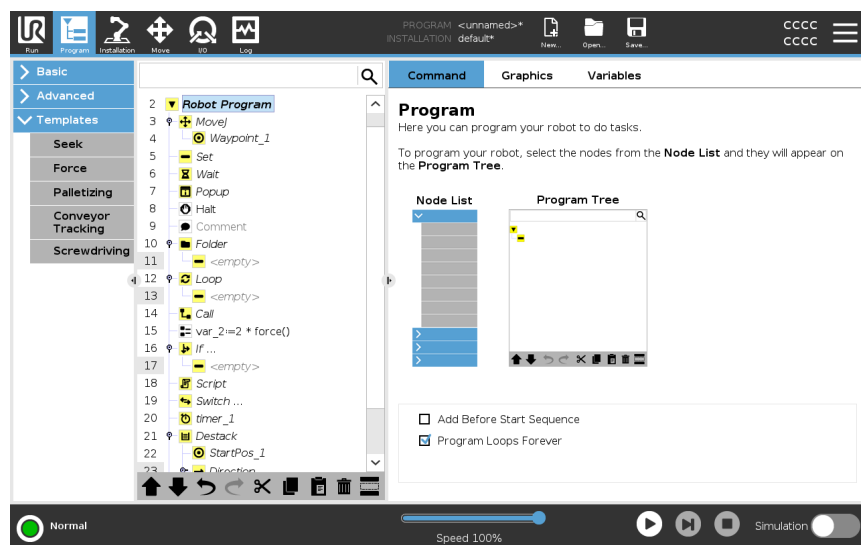 PROGRAM <unnamed>*
INSTALLATION default*
CCCC
CCCC
Run
Program
Installation
Move
I/O
Log
New...
Open...
Save...
Basic
Advanced
Templates
Seek
Force
Palletizing
Conveyor
Tracking
Screwdriving
2 Robot Program
3 MoveJ
4 Waypoint_1
5 Set
6 Wait
7 Popup
8 Halt
9 Comment
10 Folder
11 <empty>
12 Loop
13 <empty>
14 Call
15 var_2:=2 * force()
16 If ...
17 <empty>
18 Script
19 Switch ...
20 timer_1
21 Destack
22 StartPos_1
23 Direction
Command
Graphics
Variables
Program
Here you can program your robot to do tasks.
To program your robot, select the nodes from the Node List and they will appear on
the Program Tree.
Node List
Program Tree
Add Before Start Sequence
Program Loops Forever
Normal
Speed 100%
Simulation